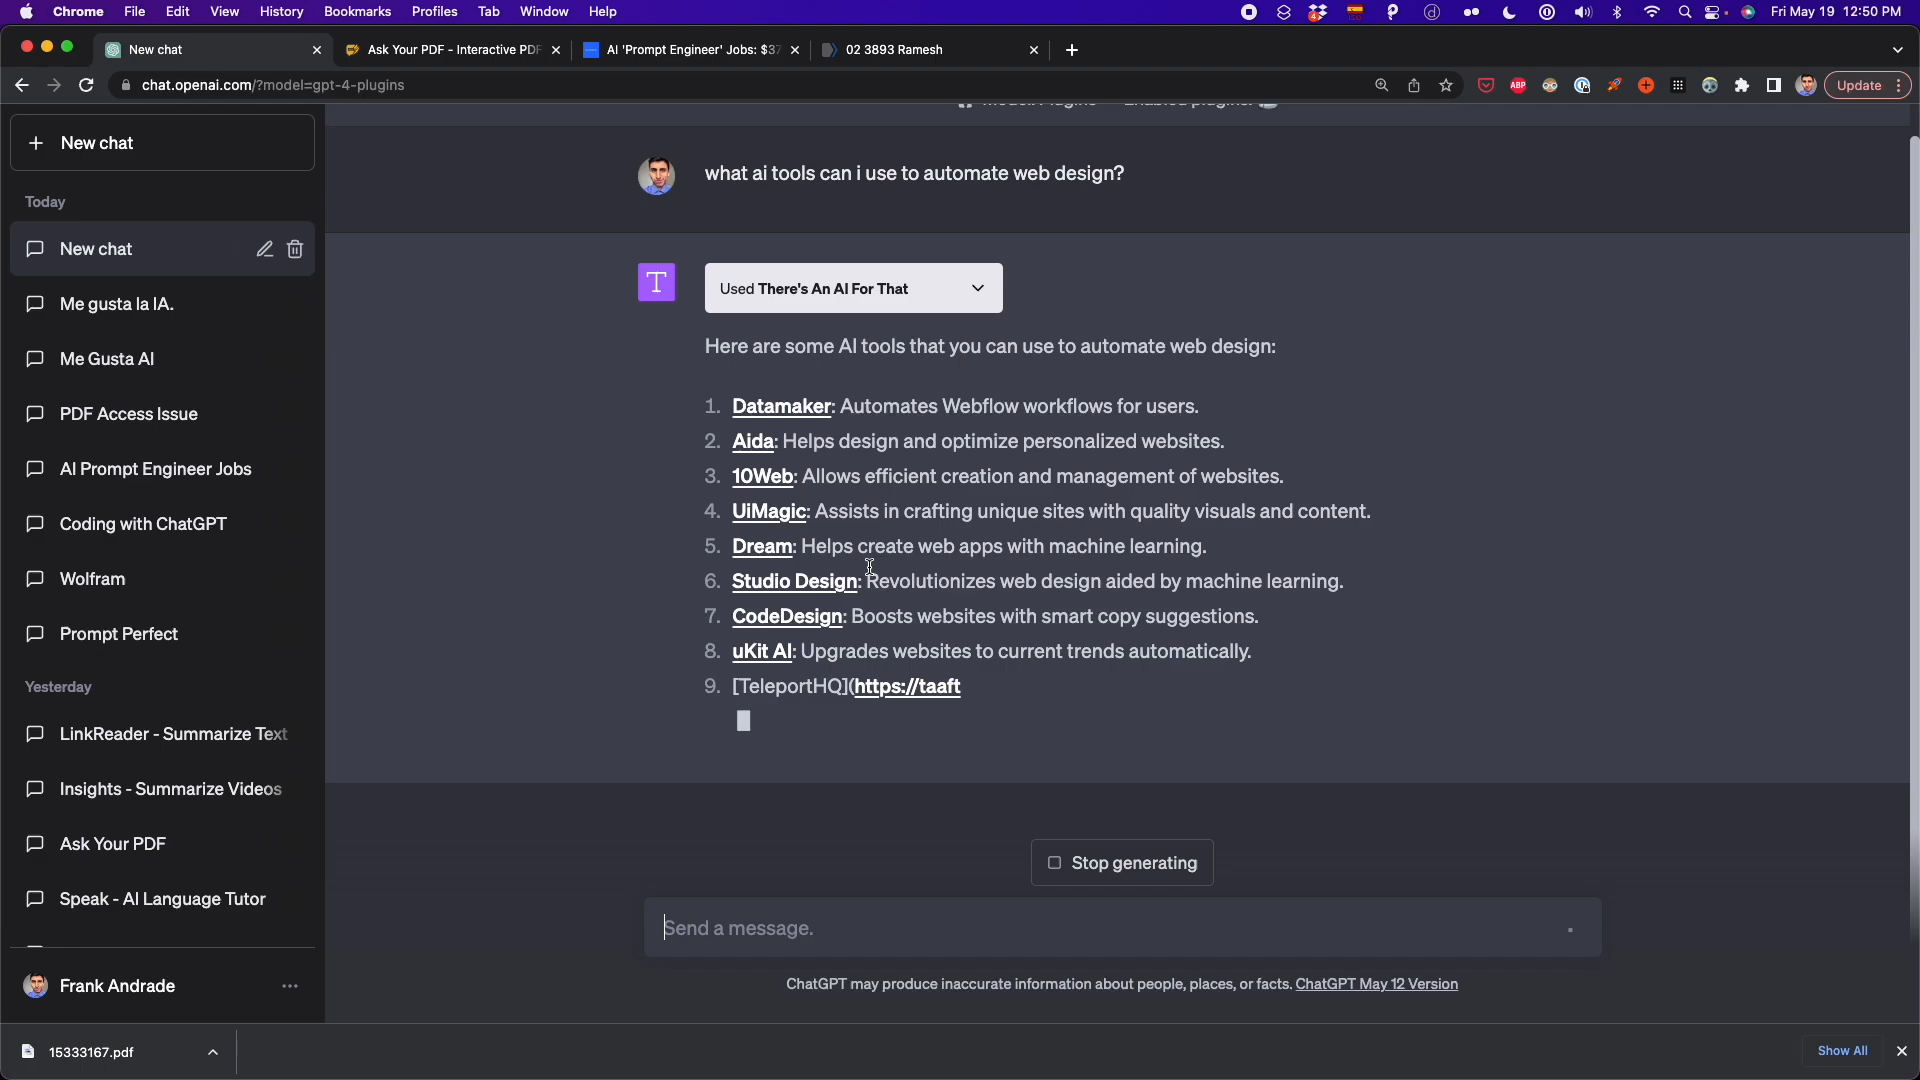 Chrome File Edit View History Bookmarks Profiles Tab Window Help Fri May 19 12:50 PM
New chat Ask Your PDF - Interactive PDF AI 'Prompt Engineer' Jobs: $37 02 3893 Ramesh
chat.openai.com/?model=gpt-4-plugins ABP Update
New chat
Today
New chat
Me gusta la IA.
Me Gusta AI
PDF Access Issue
AI Prompt Engineer Jobs
Coding with ChatGPT
Wolfram
Prompt Perfect
Yesterday
LinkReader - Summarize Text
Insights - Summarize Videos
Ask Your PDF
Speak - AI Language Tutor
Frank Andrade
what ai tools can i use to automate web design?
T
Used There's An AI For That
Here are some AI tools that you can use to automate web design:
1. Datamaker: Automates Webflow workflows for users.
2. Aida: Helps design and optimize personalized websites.
3. 10Web: Allows efficient creation and management of websites.
4. UiMagic: Assists in crafting unique sites with quality visuals and content.
5. Dream: Helps create web apps with machine learning.
6. Studio Design: Revolutionizes web design aided by machine learning.
7. CodeDesign: Boosts websites with smart copy suggestions.
8. uKit AI: Upgrades websites to current trends automatically.
9. [TeleportHQ](https://taaft
Stop generating
Send a message.
ChatGPT may produce inaccurate information about people, places, or facts. ChatGPT May 12 Version
15333167.pdf
Show All